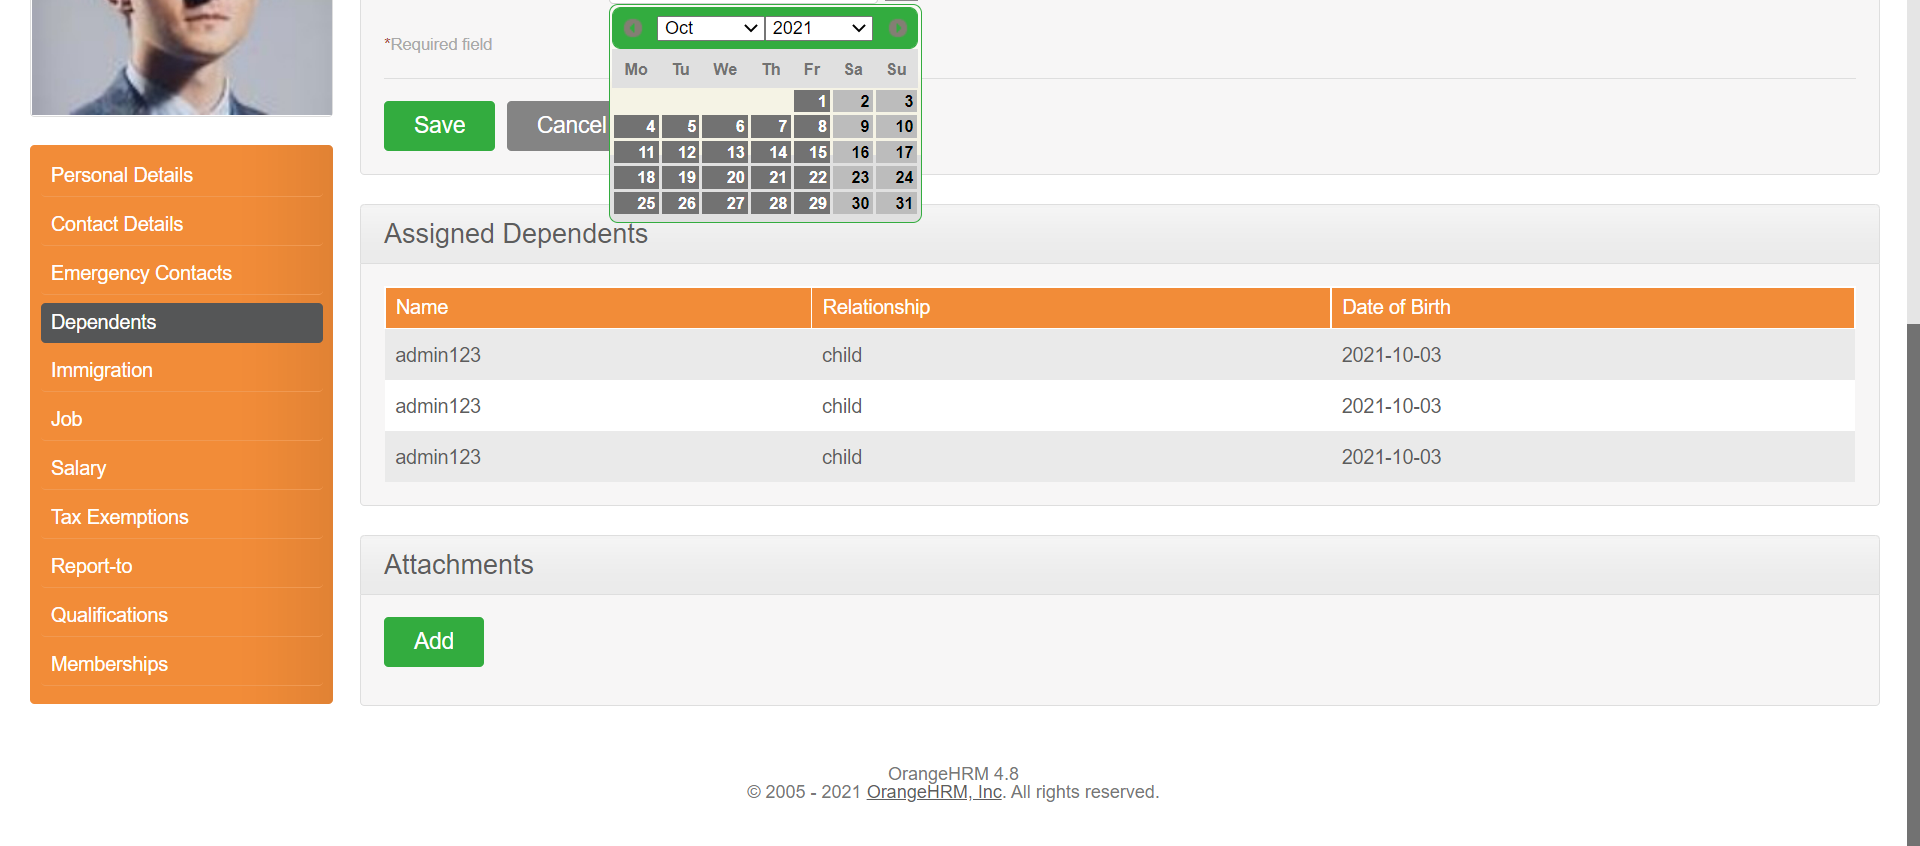 Oct 2021
*Required field
Mo Tu We Th Fr Sa Su
1 2 3
4 5 6 7 8 9 10
11 12 13 14 15 16 17
18 19 20 21 22 23 24
25 26 27 28 29 30 31
Save Cancel
Personal Details
Contact Details
Emergency Contacts
Dependents
Immigration
Job
Salary
Tax Exemptions
Report-to
Qualifications
Memberships
Assigned Dependents
Name Relationship Date of Birth
admin123 child 2021-10-03
admin123 child 2021-10-03
admin123 child 2021-10-03
Attachments
Add
OrangeHRM 4.8
© 2005 - 2021 OrangeHRM, Inc. All rights reserved.